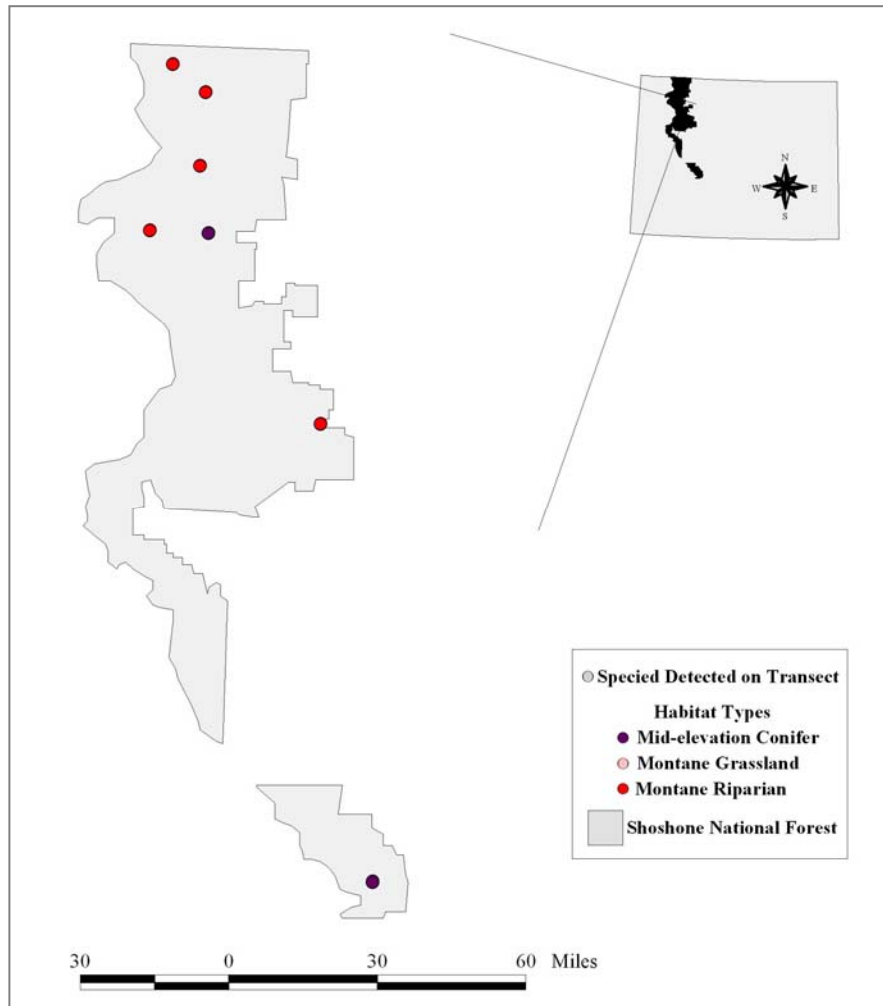 N
W E
S
Specied Detected on Transect
Habitat Types
Mid-elevation Conifer
Montane Grassland
Montane Riparian
Shoshone National Forest
30 0 30 60 Miles